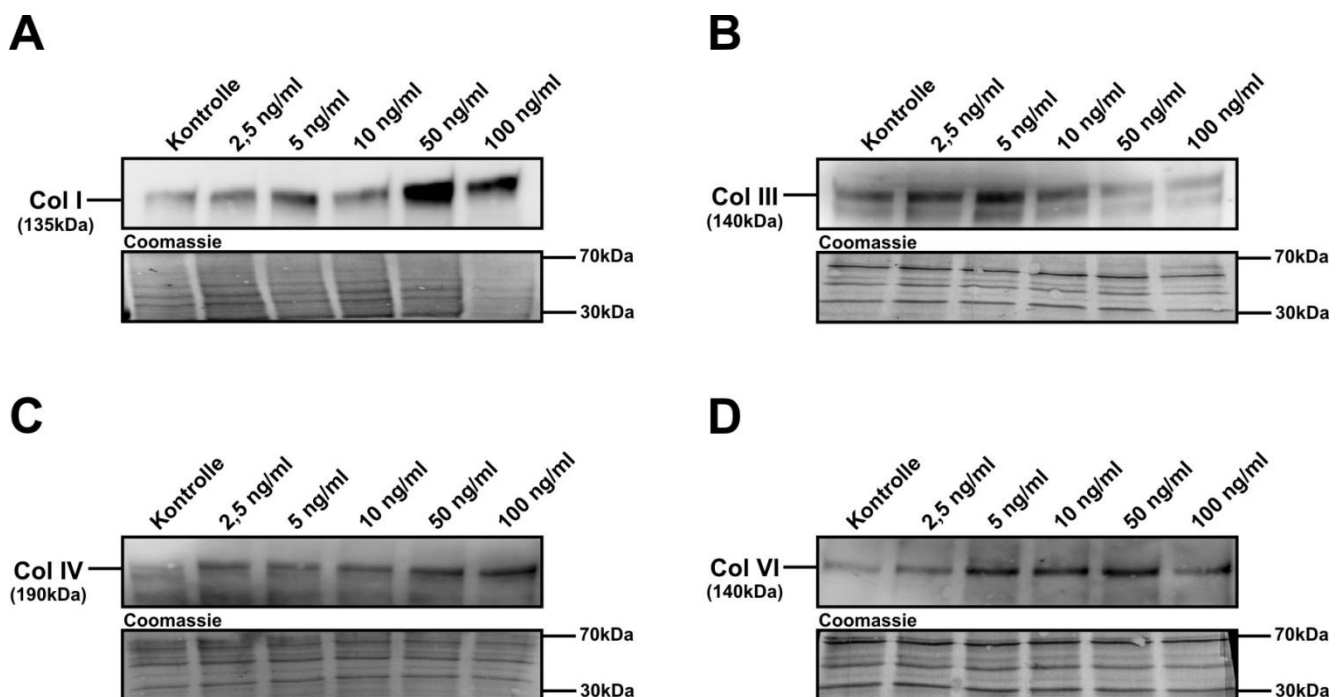 A
Kontrolle
2,5 ng/ml
5 ng/ml
10 ng/ml
50 ng/ml
100 ng/ml
Col I
(135kDa)
Coomassie
70kDa
30kDa
B
Kontrolle
2,5 ng/ml
5 ng/ml
10 ng/ml
50 ng/ml
100 ng/ml
Col III
(140kDa)
Coomassie
70kDa
30kDa
C
Kontrolle
2,5 ng/ml
5 ng/ml
10 ng/ml
50 ng/ml
100 ng/ml
Col IV
(190kDa)
Coomassie
70kDa
30kDa
D
Kontrolle
2,5 ng/ml
5 ng/ml
10 ng/ml
50 ng/ml
100 ng/ml
Col VI
(140kDa)
Coomassie
70kDa
30kDa